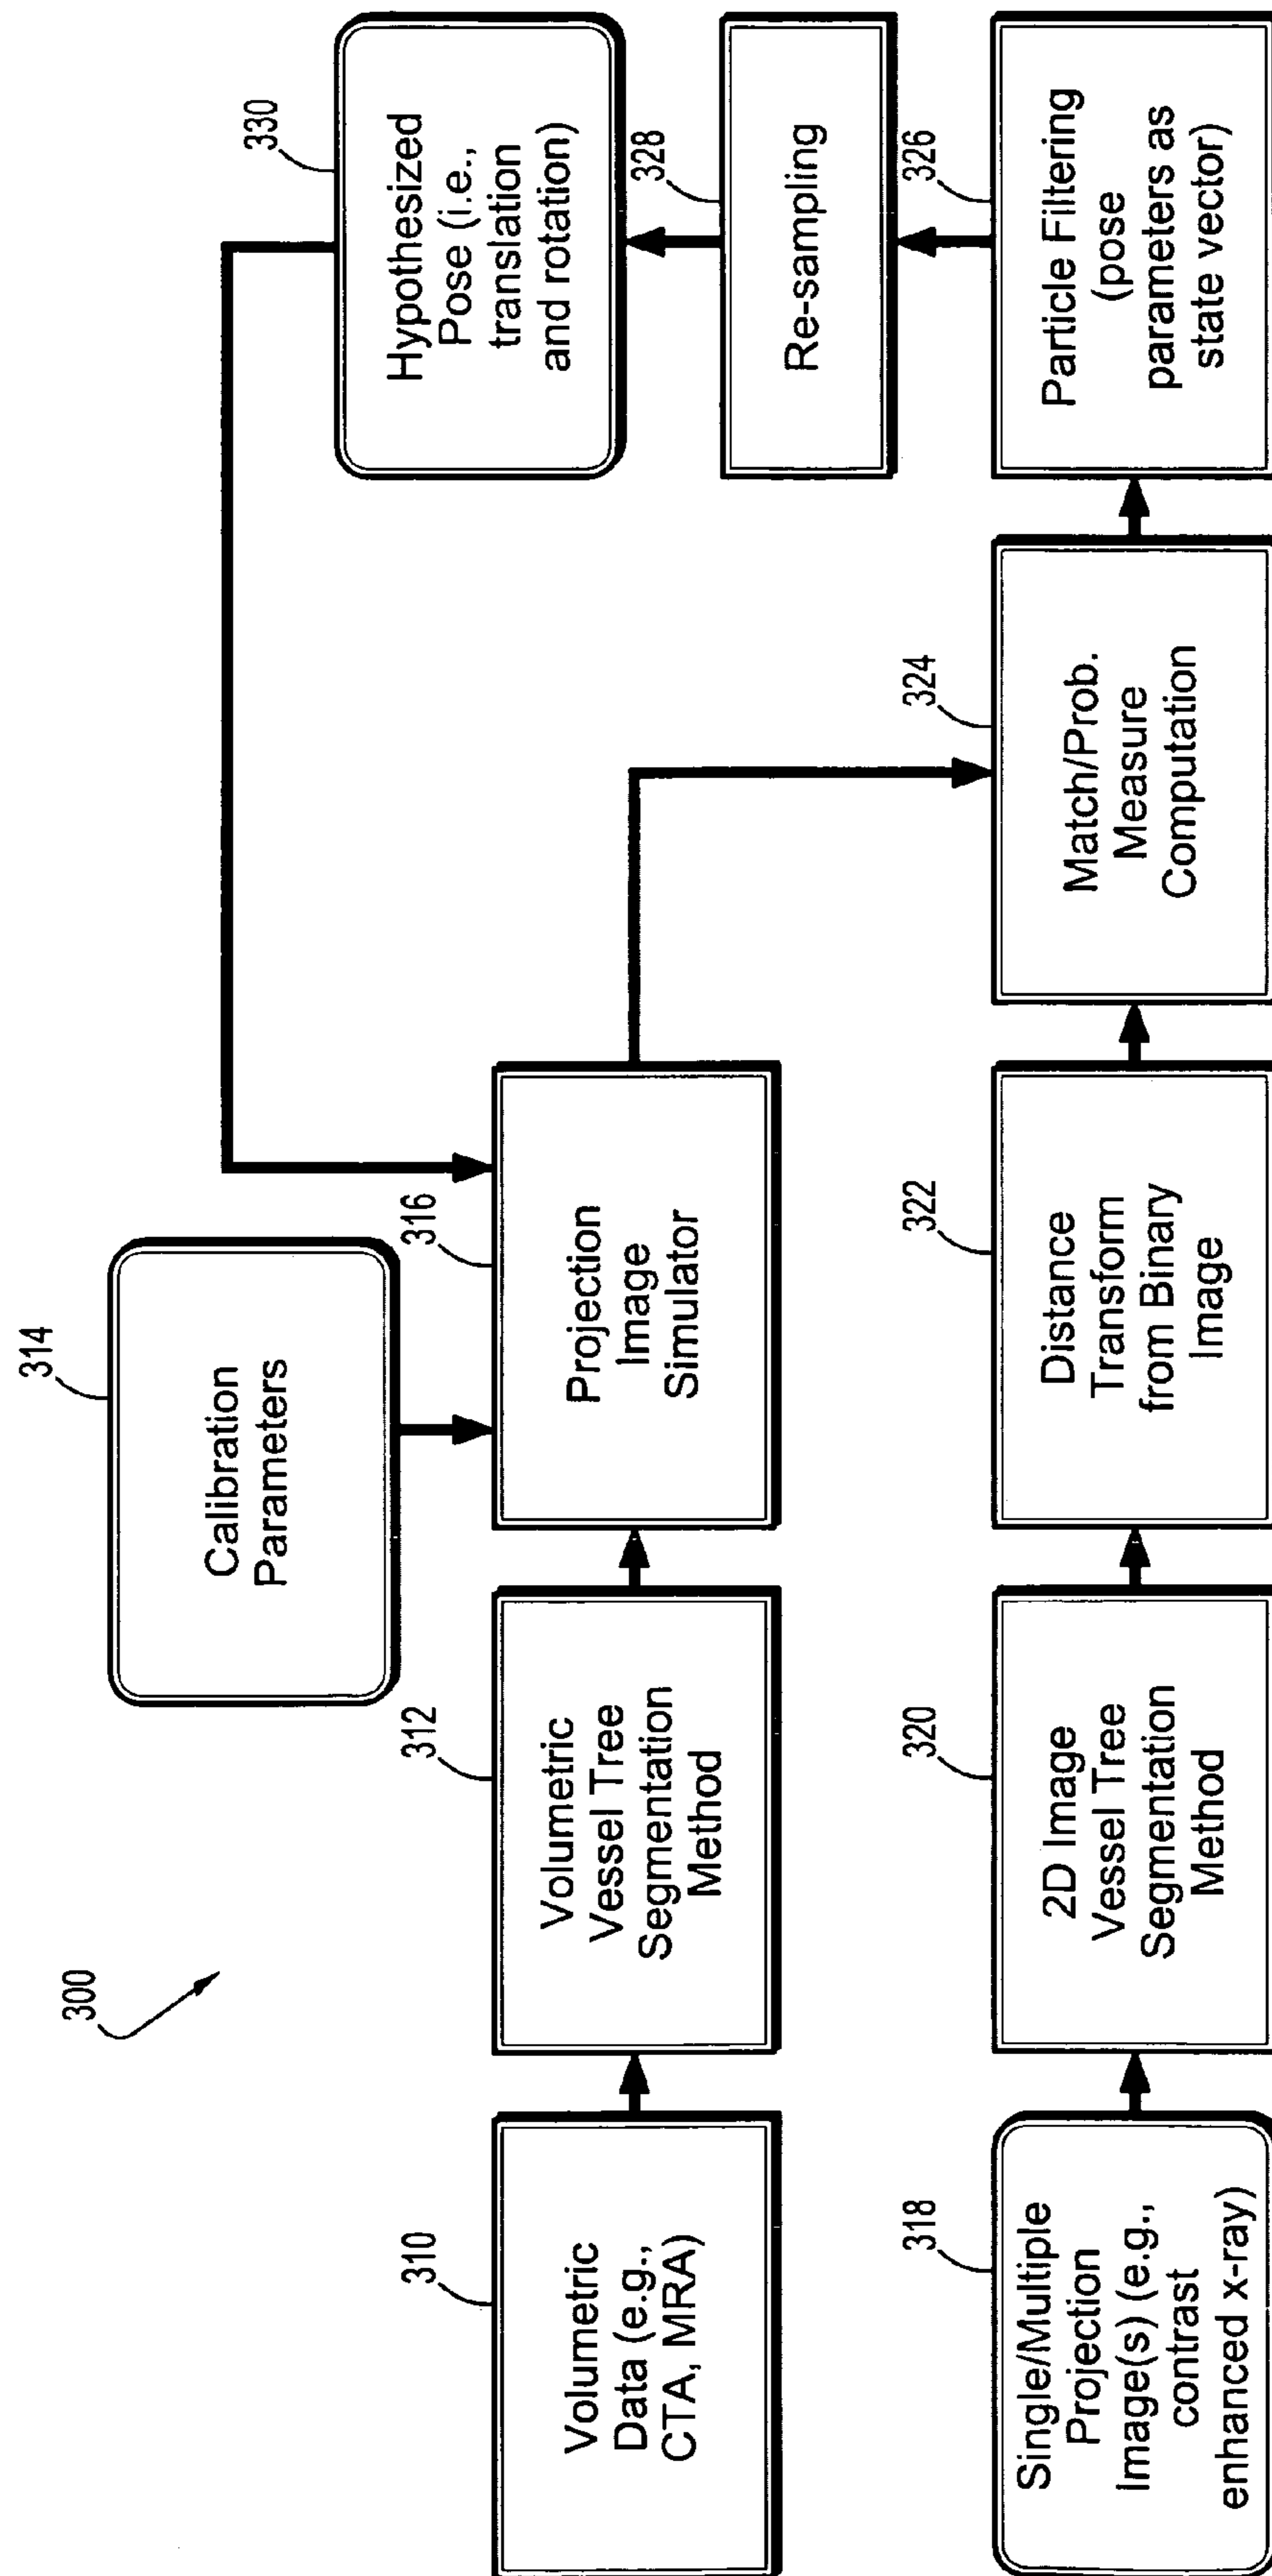 300
314
Calibration
Parameters
330
Hypothesized
Pose (i.e.,
translation
and rotation)
310
Volumetric
Data (e.g.,
CTA, MRA)
312
Volumetric
Vessel Tree
Segmentation
Method
316
Projection
Image
Simulator
328
Re-sampling
318
Single/Multiple
Projection
Image(s) (e.g.,
contrast
enhanced x-ray)
320
2D Image
Vessel Tree
Segmentation
Method
322
Distance
Transform
from Binary
Image
324
Match/Prob.
Measure
Computation
326
Particle Filtering
(pose
parameters as
state vector)